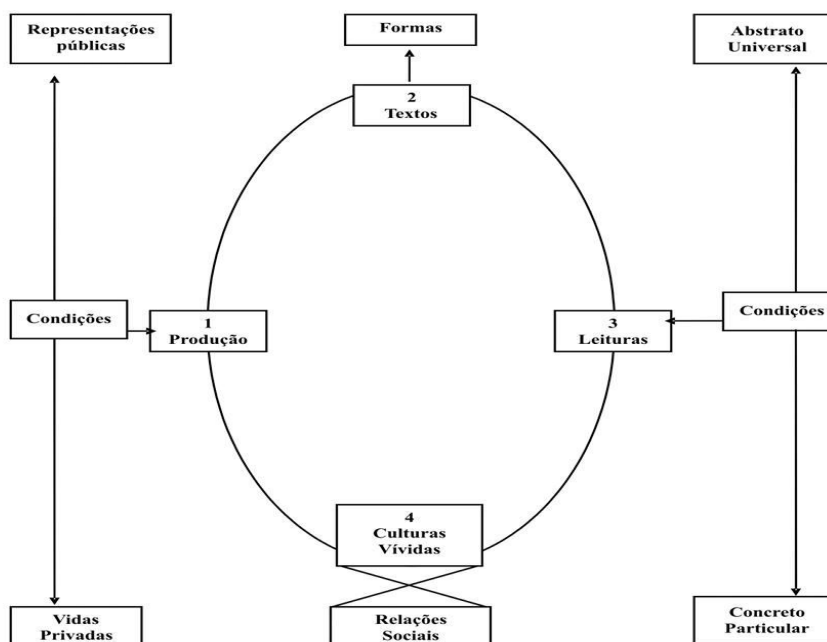 Representações
públicas
Formas
Abstrato
Universal
2
Textos
Condições
1
Produção
3
Leituras
Condições
4
Culturas
Vívidas
Vidas
Privadas
Relações
Sociais
Concreto
Particular